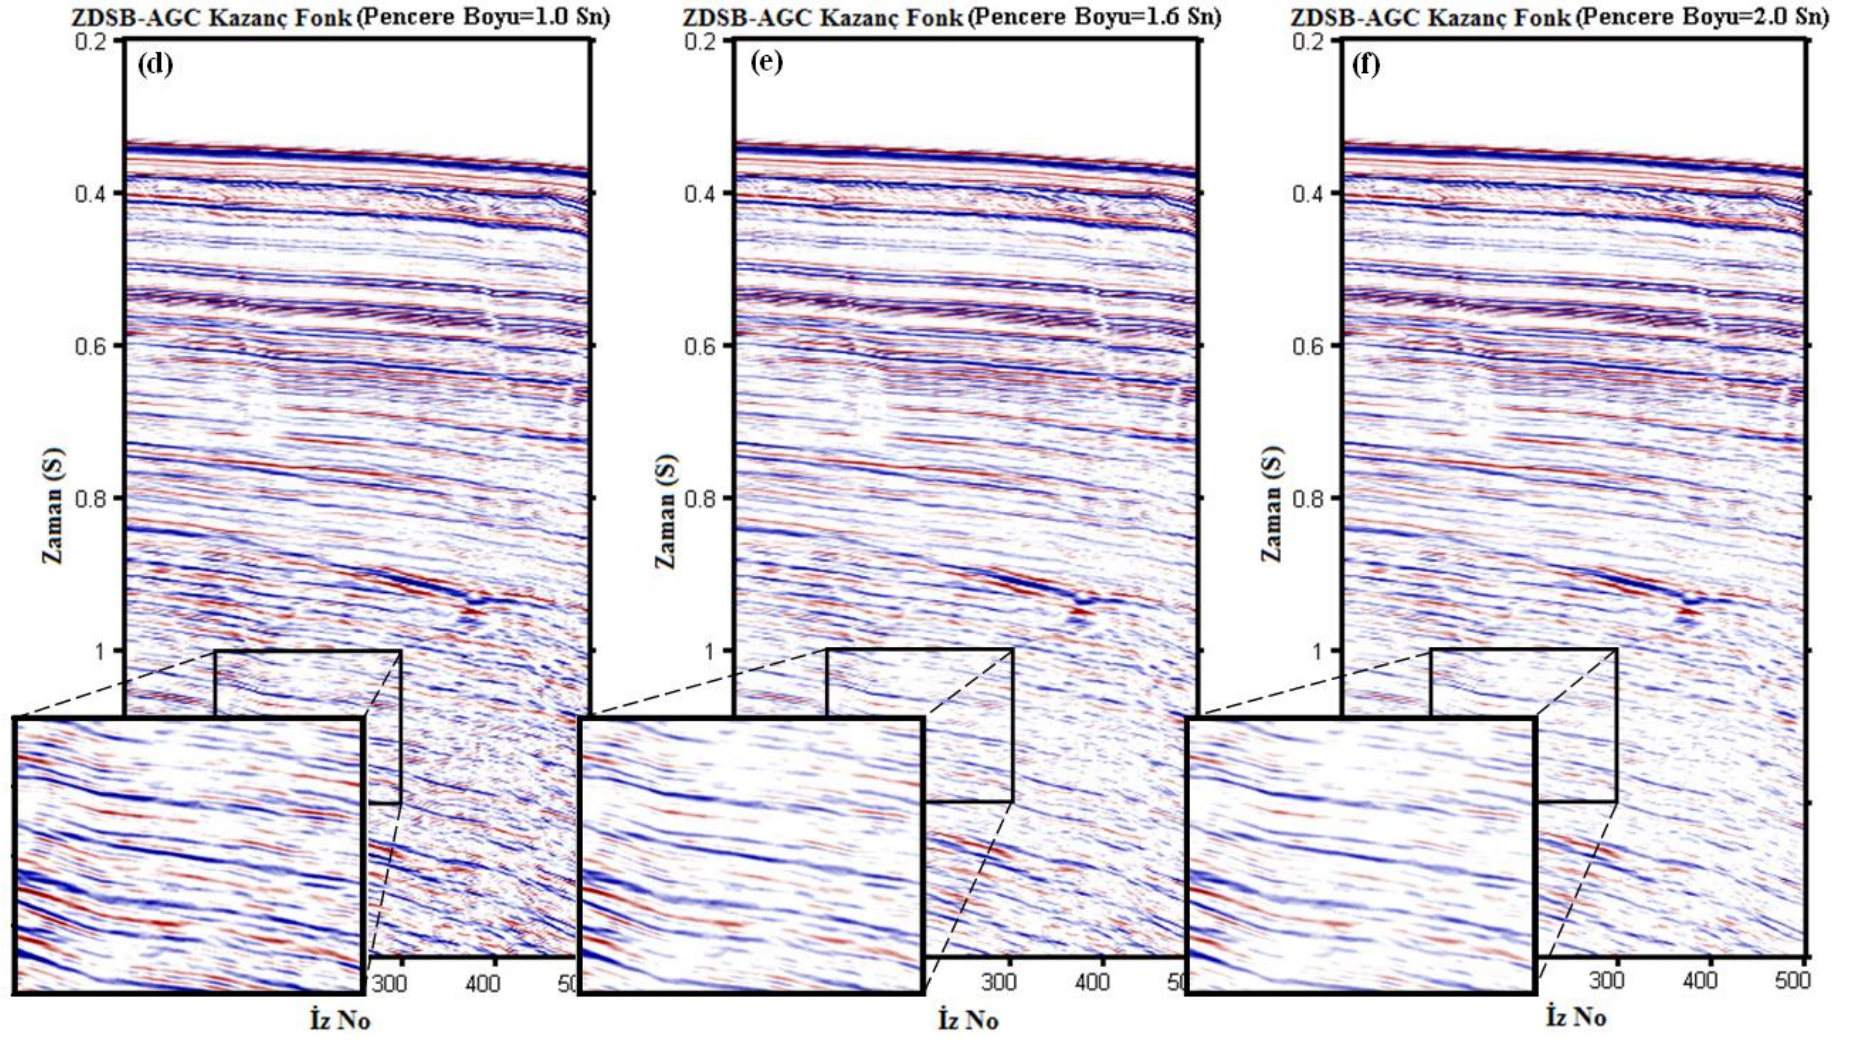 ZDSB-AGC Kazanç Fonk (Pencere Boyu=1.0 Sn)
0.2
(d)
0.4
0.6
0.8
1
Zaman (S)
300
400
50
İz No
ZDSB-AGC Kazanç Fonk (Pencere Boyu=1.6 Sn)
0.2
(e)
0.4
0.6
0.8
1
Zaman (S)
300
400
50
İz No
ZDSB-AGC Kazanç Fonk (Pencere Boyu=2.0 Sn)
0.2
(f)
0.4
0.6
0.8
1
Zaman (S)
300
400
500
İz No